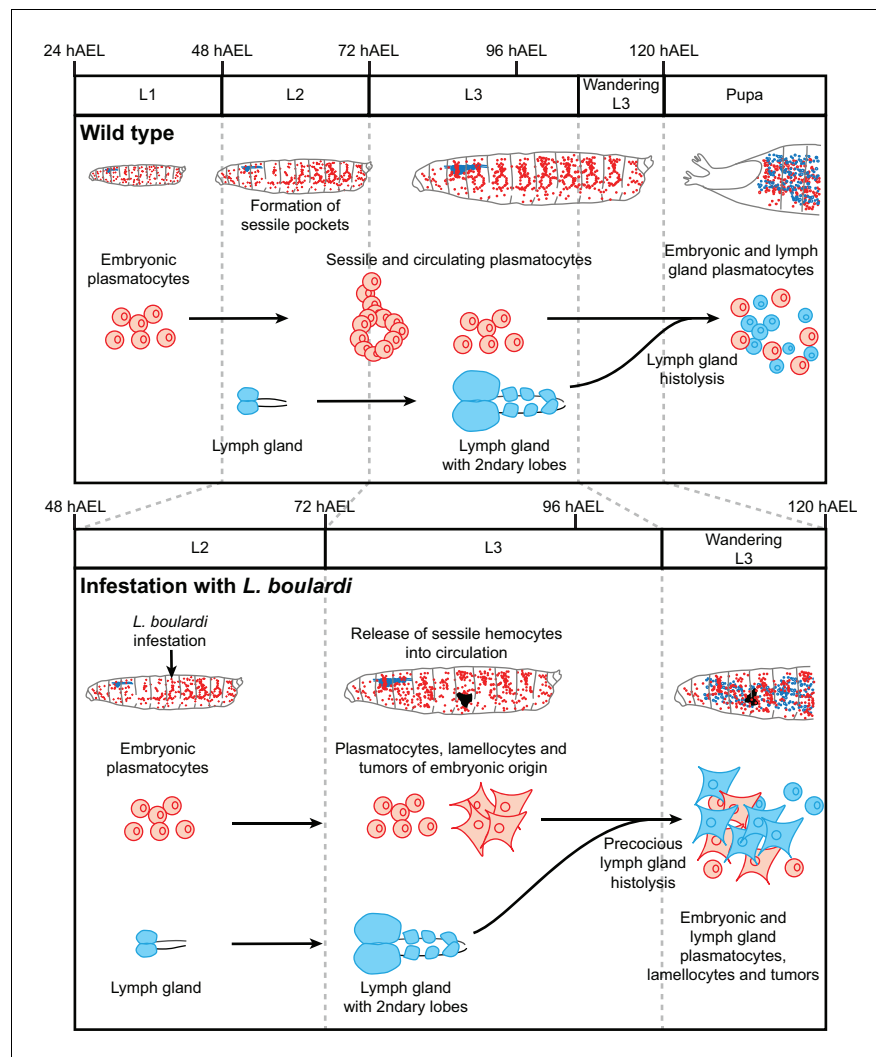 24 hAEL 48 hAEL 72 hAEL 96 hAEL 120 hAEL
L1 L2 L3 Wandering L3 Pupa
Wild type
Formation of
sessile pockets
Embryonic
plasmatocytes
Sessile and circulating plasmatocytes
Embryonic and lymph
gland plasmatocytes
Lymph gland
histolysis
Lymph gland
Lymph gland
with 2ndary lobes
48 hAEL 72 hAEL 96 hAEL 120 hAEL
L2 L3 Wandering L3
Infestation with L. boulardi
L. boulardi
infestation
Release of sessile hemocytes
into circulation
Embryonic
plasmatocytes
Plasmatocytes, lamellocytes and
tumors of embryonic origin
Precocious
lymph gland
histolysis
Embryonic and
lymph gland
plasmatocytes,
lamellocytes and tumors
Lymph gland
Lymph gland
with 2ndary lobes